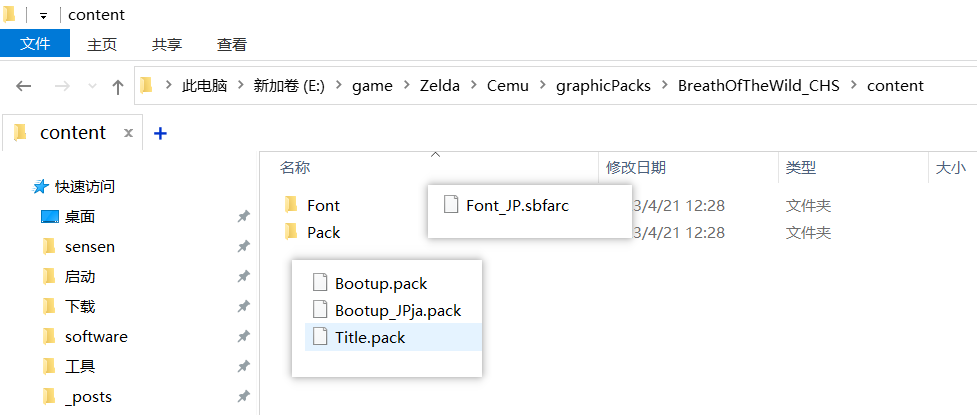 content
文件 主页 共享 查看
此电脑 新加卷 (E:) game Zelda Cemu graphicPacks BreathOfTheWild_CHS content
content
名称 修改日期 类型 大小
快速访问
桌面
sensen
启动
下载
software
工具
_posts
Font Font_JP.sbfarc 3/4/21 12:28 文件夹
Pack 3/4/21 12:28 文件夹
Bootup.pack
Bootup_JPja.pack
Title.pack